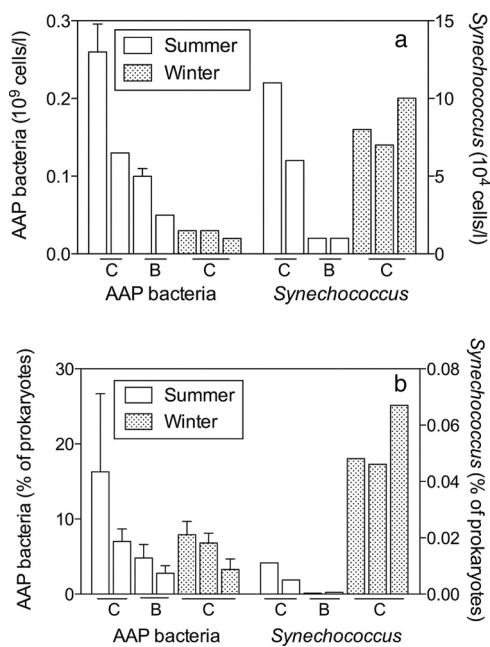 a
Summer
Winter
AAP bacteria (10⁹ cells/l)
0.3
0.2
0.1
0.0
Synechococcus (10⁴ cells/l)
15
10
5
0
C B C C B C
AAP bacteria Synechococcus
b
Summer
Winter
AAP bacteria (% of prokaryotes)
30
20
10
0
Synechococcus (% of prokaryotes)
0.08
0.06
0.04
0.02
0.00
C B C C B C
AAP bacteria Synechococcus